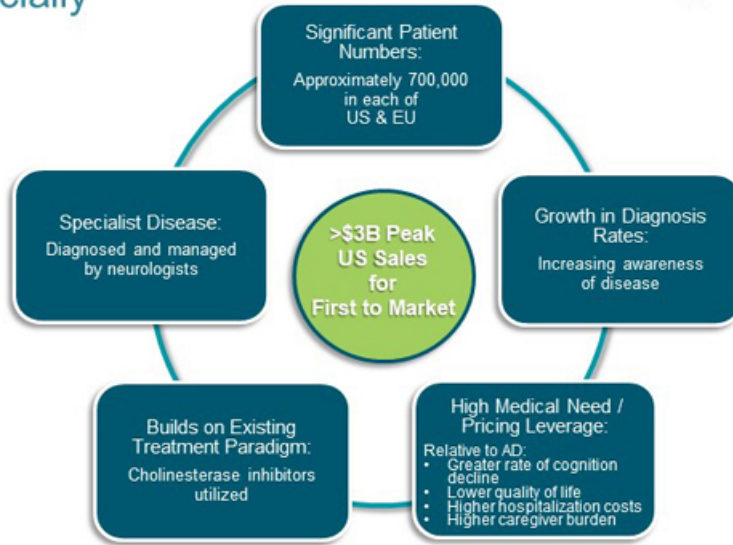 Significant Patient
Numbers:
Approximately 700,000
in each of
US & EU
Growth in Diagnosis
Rates:
Increasing awareness
of disease
High Medical Need /
Pricing Leverage:
Relative to AD:
• Greater rate of cognition
decline
• Lower quality of life
• Higher hospitalization costs
• Higher caregiver burden
Builds on Existing
Treatment Paradigm:
Cholinesterase inhibitors
utilized
Specialist Disease:
Diagnosed and managed
by neurologists
>$3B Peak
US Sales
for
First to Market